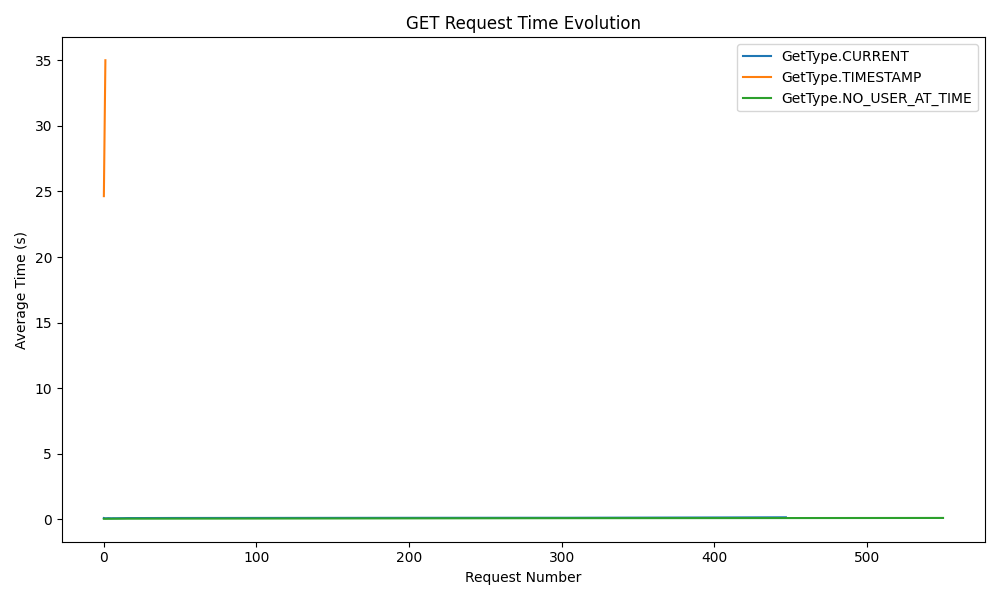 GET Request Time Evolution
GetType.CURRENT
GetType.TIMESTAMP
GetType.NO_USER_AT_TIME
Average Time (s)
35
30
25
20
15
10
5
0
0 100 200 300 400 500
Request Number